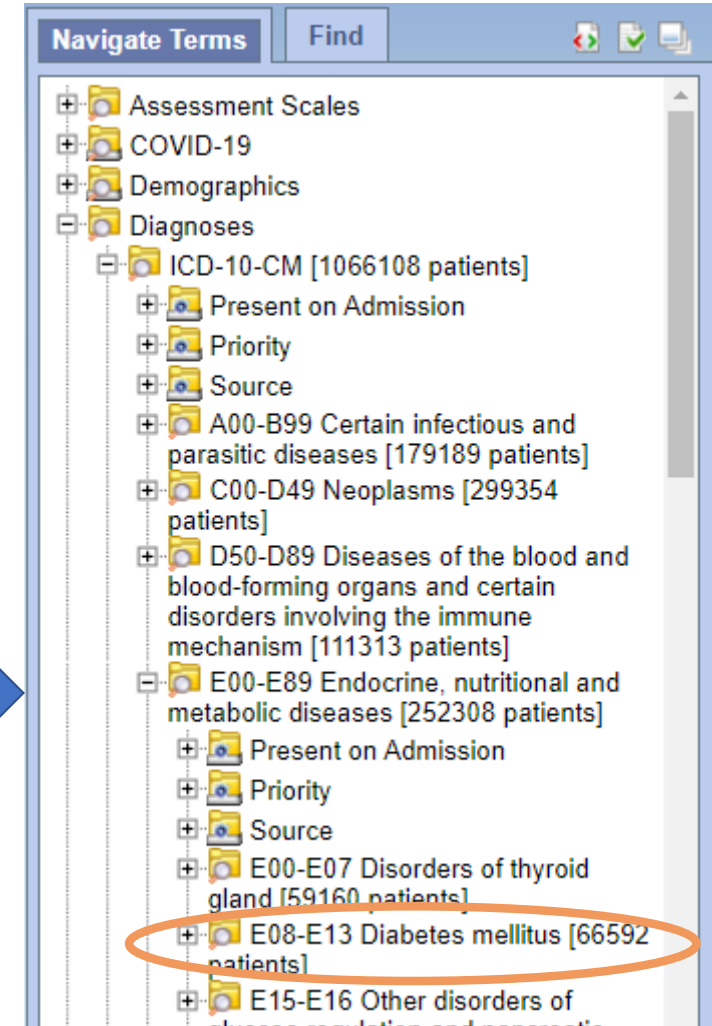 Navigate Terms
Find
Assessment Scales
COVID-19
Demographics
Diagnoses
ICD-10-CM [1066108 patients]
Present on Admission
Priority
Source
A00-B99 Certain infectious and
parasitic diseases [179189 patients]
C00-D49 Neoplasms [299354
patients]
D50-D89 Diseases of the blood and
blood-forming organs and certain
disorders involving the immune
mechanism [111313 patients]
E00-E89 Endocrine, nutritional and
metabolic diseases [252308 patients]
Present on Admission
Priority
Source
E00-E07 Disorders of thyroid
gland [59160 patients]
E08-E13 Diabetes mellitus [66592
patients]
E15-E16 Other disorders of
glucose regulation and pancreatic